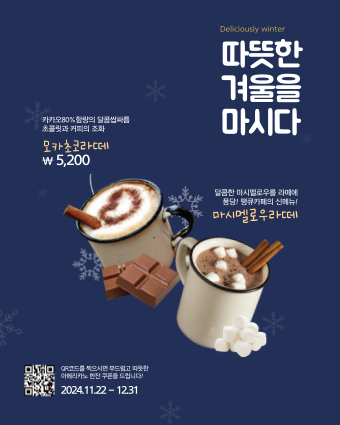 Deliciously winter
따뜻한
겨울을
마시다
카카오80%함량의 달콤쌉싸름
초콜릿과 커피의 조화
모카초코라떼
₩ 5,200
달콤한 마시멜로우를 라떼에
퐁당! 땡큐카페의 신메뉴!
마시멜로우라떼
QR코드를 찍으시면 부드럽고 따뜻한
아메리카노 한잔 쿠폰을 드립니다!
2024.11.22 – 12.31